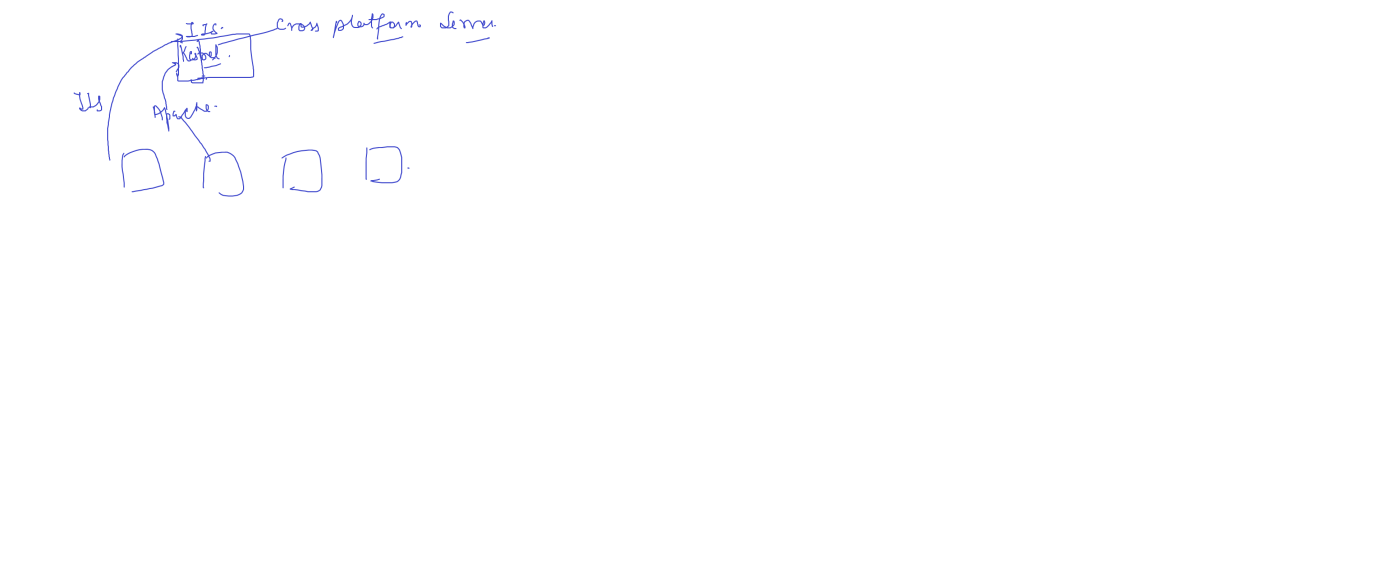 IIS.
Cross platform Server.
Kestrel.
IIS
Apache.